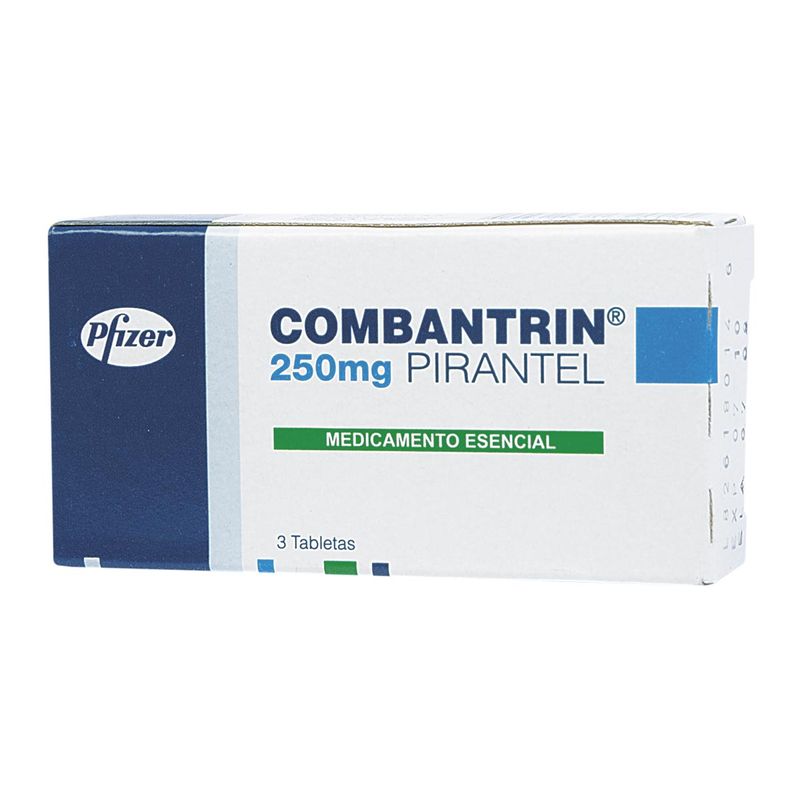 Pfizer
COMBANTRIN®
250mg PIRANTEL
MEDICAMENTO ESENCIAL
3 Tabletas